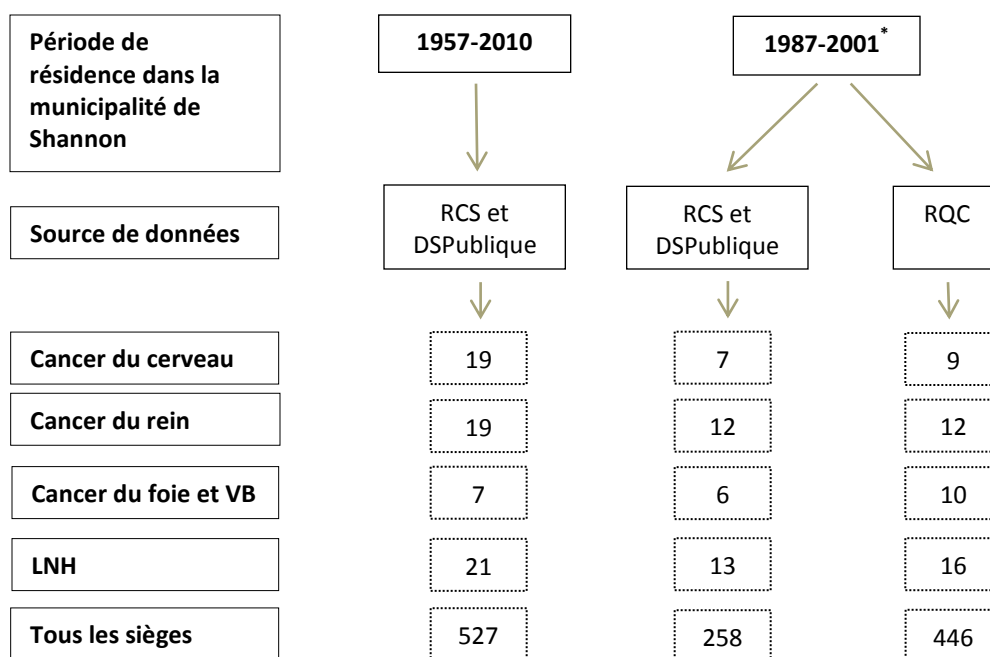 Période de
résidence dans la
municipalité de
Shannon
1957-2010
1987-2001*
Source de données
RCS et
DSPublique
RCS et
DSPublique
RQC
Cancer du cerveau
19
7
9
Cancer du rein
19
12
12
Cancer du foie et VB
7
6
10
LNH
21
13
16
Tous les sièges
527
258
446